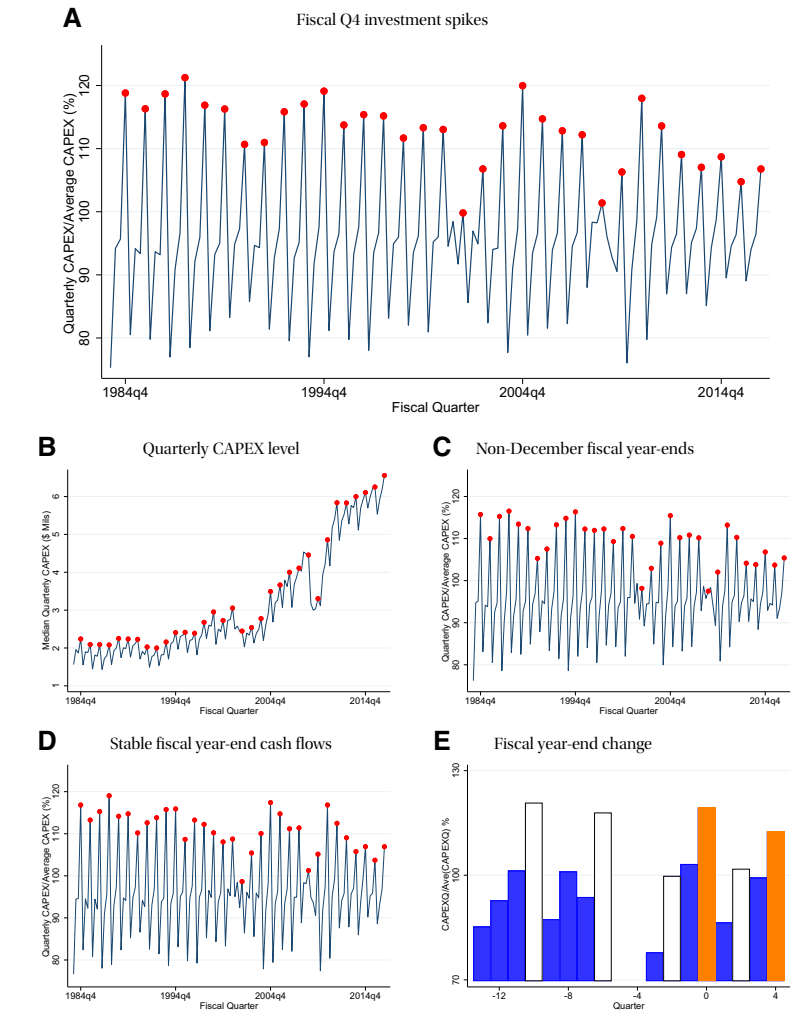 A Fiscal Q4 investment spikes
Quarterly CAPEX/Average CAPEX (%)
120
110
100
90
80
1984q4 1994q4 2004q4 2014q4
Fiscal Quarter
B Quarterly CAPEX level
Median Quarterly CAPEX ($ Mills)
6
5
4
3
2
1
1984q4 1994q4 2004q4 2014q4
Fiscal Quarter
C Non-December fiscal year-ends
Quarterly CAPEX/Average CAPEX (%)
120
110
100
90
80
1984q4 1994q4 2004q4 2014q4
Fiscal Quarter
D Stable fiscal year-end cash flows
Quarterly CAPEX/Average CAPEX (%)
120
110
100
90
80
1984q4 1994q4 2004q4 2014q4
Fiscal Quarter
E Fiscal year-end change
CAPEXQ/Ave(CAPEXQ) %
130
100
70
-12 -8 -4 0 4
Quarter